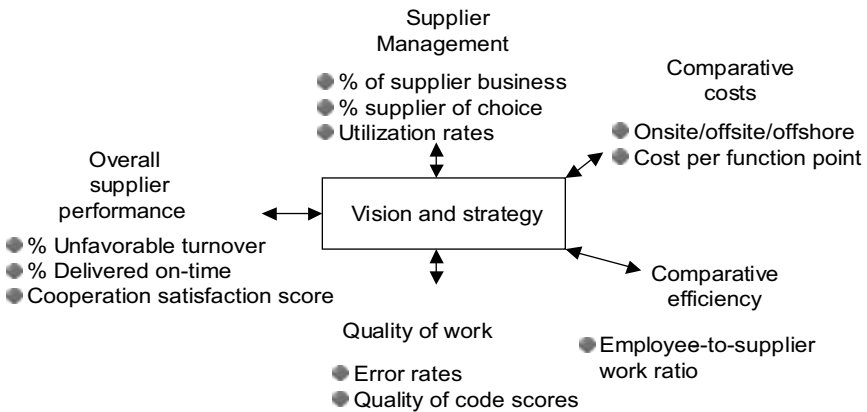 Supplier
Management
% of supplier business
% supplier of choice
Utilization rates
Comparative
costs
Onsite/offsite/offshore
Cost per function point
Overall
supplier
performance
% Unfavorable turnover
% Delivered on-time
Cooperation satisfaction score
Vision and strategy
Comparative
efficiency
Employee-to-supplier
work ratio
Quality of work
Error rates
Quality of code scores